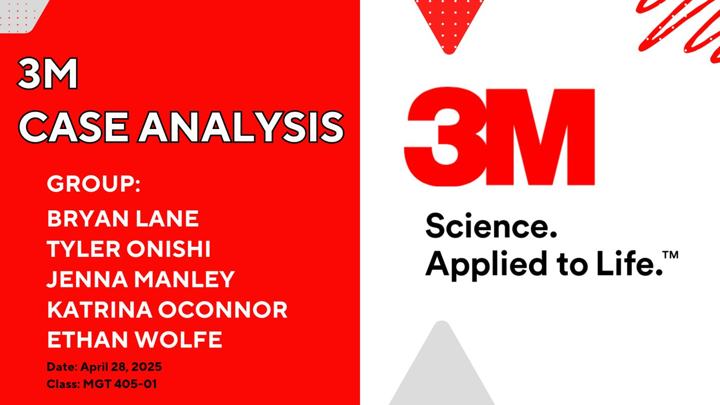 3M
CASE ANALYSIS
GROUP:
BRYAN LANE
TYLER ONISHI
JENNA MANLEY
KATRINA OCONNOR
ETHAN WOLFE
Date: April 28, 2025
Class: MGT 405-01
3M
Science.
Applied to Life.™